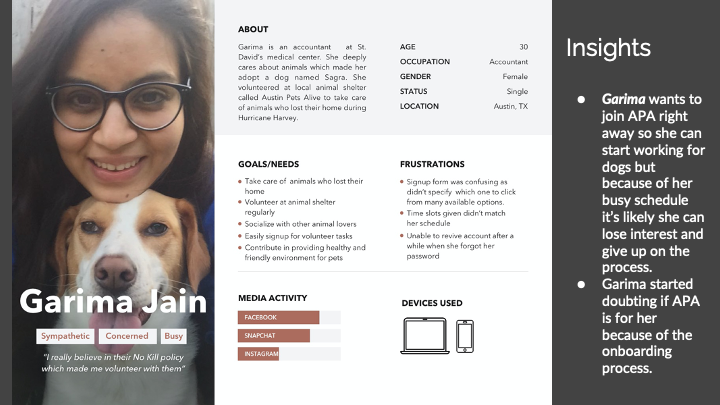 Garima Jain
Sympathetic
Concerned
Busy
"I really believe in their No Kill policy
which made me volunteer with them"
ABOUT
Garima is an accountant at St.
David's medical center. She deeply
cares about animals which made her
adopt a dog named Sagra. She
volunteered at local animal shelter
called Austin Pets Alive to take care
of animals who lost their home during
Hurricane Harvey.
AGE 30
OCCUPATION Accountant
GENDER Female
STATUS Single
LOCATION Austin, TX
GOALS/NEEDS
• Take care of animals who lost their
home
• Volunteer at animal shelter
regularly
• Socialize with other animal lovers
• Easily signup for volunteer tasks
• Contribute in providing healthy and
friendly environment for pets
FRUSTRATIONS
• Signup form was confusing as
didn't specify which one to click
from many available options.
• Time slots given didn't match
her schedule
• Unable to revive account after a
while when she forgot her
password
MEDIA ACTIVITY
FACEBOOK
SNAPCHAT
INSTAGRAM
DEVICES USED
Insights
● Garima wants to
join APA right
away so she can
start working for
dogs but
because of her
busy schedule
it's likely she can
lose interest and
give up on the
process.
● Garima started
doubting if APA
is for her
because of the
onboarding
process.